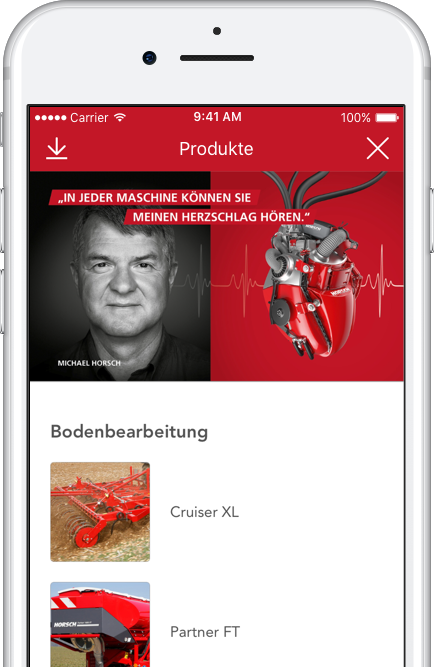 Carrier 9:41 AM 100%
Produkte
„IN JEDER MASCHINE KÖNNEN SIE
MEINEN HERZSCHLAG HÖREN.“
MICHAEL HORSCH
Bodenbearbeitung
Cruiser XL
HORSCH
Partner FT